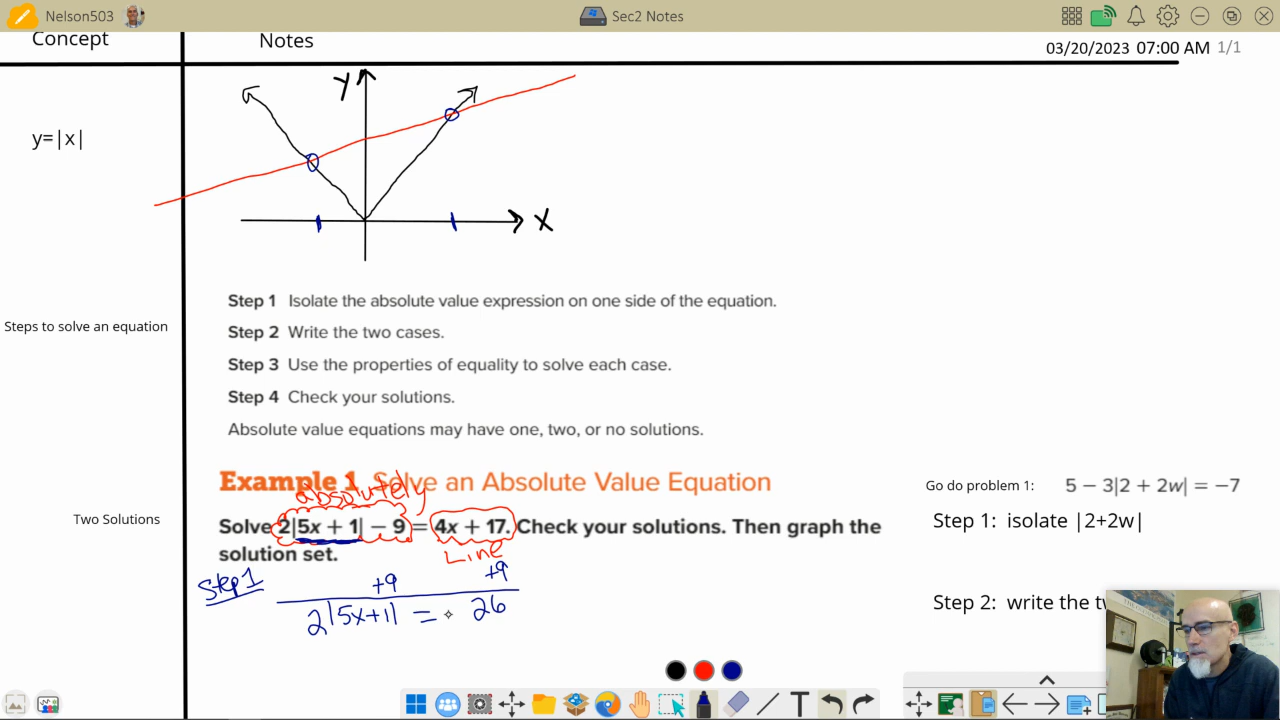 Nelson503
Sec2 Notes
Concept
Notes
03/20/2023 07:00 AM 1/1
Y
y=|x|
X
Step 1 Isolate the absolute value expression on one side of the equation.
Steps to solve an equation
Step 2 Write the two cases.
Step 3 Use the properties of equality to solve each case.
Step 4 Check your solutions.
Absolute value equations may have one, two, or no solutions.
Example 1 Solve an Absolute Value Equation
absolutely
Go do problem 1: 5 − 3|2 + 2w| = −7
Two Solutions
Solve 2|5x + 1| − 9 = 4x + 17. Check your solutions. Then graph the
solution set.
Line
Step 1: isolate |2+2w|
Step 1
+9 +9
2|5x+1| = 26
Step 2: write the